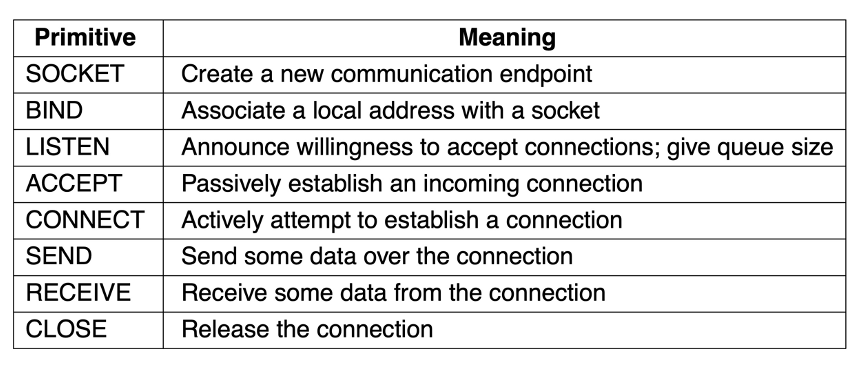 Primitive Meaning
SOCKET Create a new communication endpoint
BIND Associate a local address with a socket
LISTEN Announce willingness to accept connections; give queue size
ACCEPT Passively establish an incoming connection
CONNECT Actively attempt to establish a connection
SEND Send some data over the connection
RECEIVE Receive some data from the connection
CLOSE Release the connection